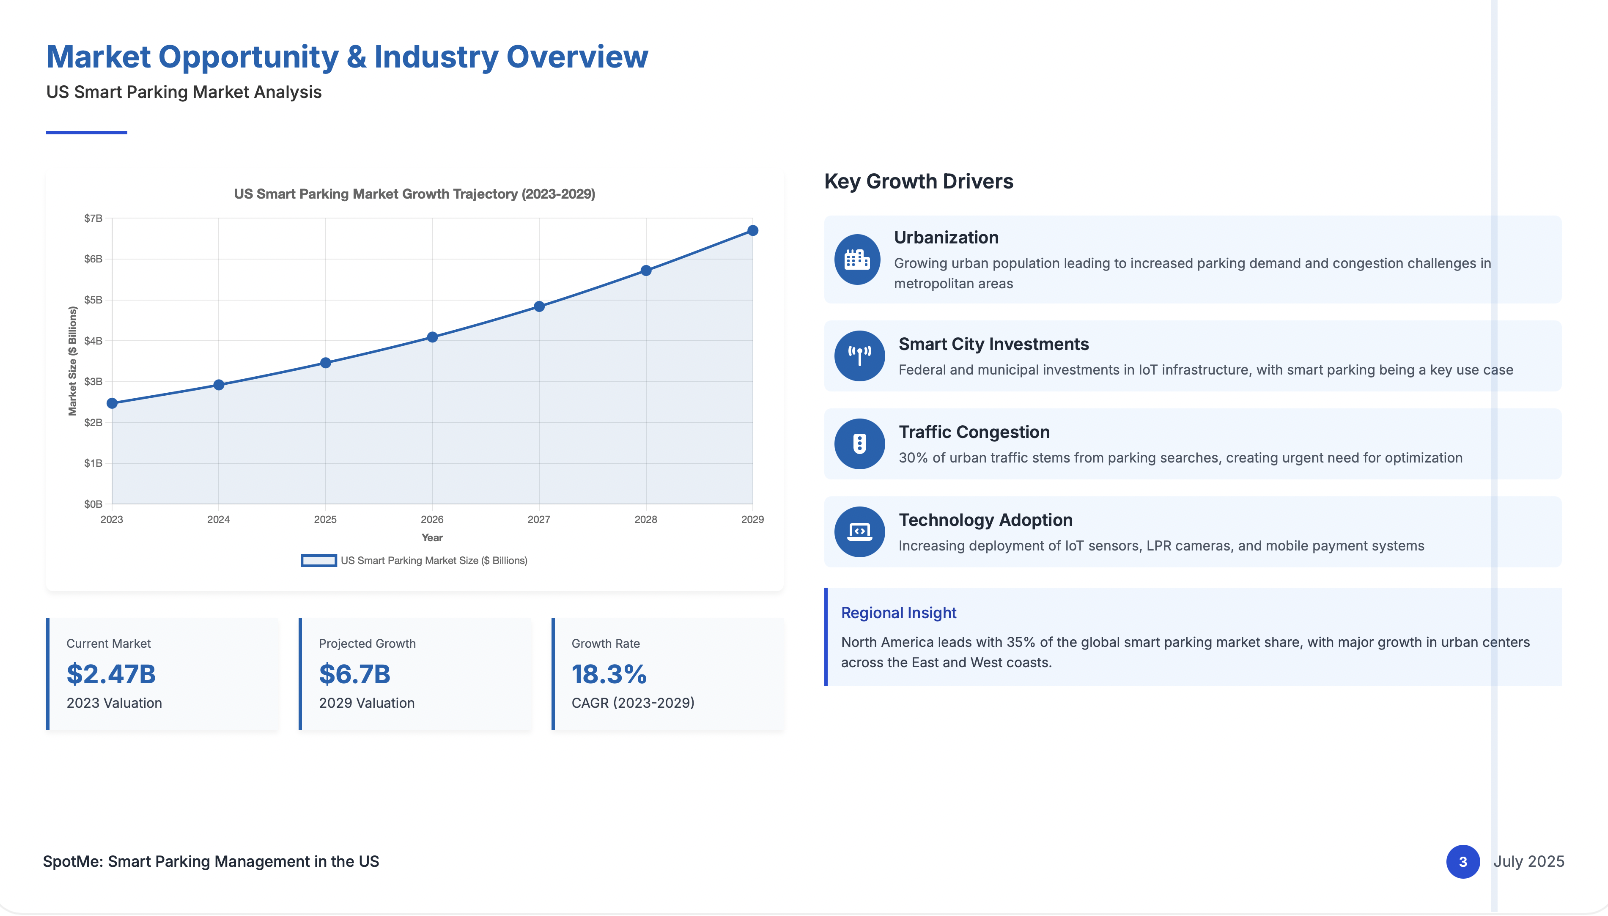 Market Opportunity & Industry Overview
US Smart Parking Market Analysis
US Smart Parking Market Growth Trajectory (2023-2029)
Market Size ($ Billions)
$7B
$6B
$5B
$4B
$3B
$2B
$1B
$0B
2023 2024 2025 2026 2027 2028 2029
Year
US Smart Parking Market Size ($ Billions)
Current Market
$2.47B
2023 Valuation
Projected Growth
$6.7B
2029 Valuation
Growth Rate
18.3%
CAGR (2023-2029)
Key Growth Drivers
Urbanization
Growing urban population leading to increased parking demand and congestion challenges in
metropolitan areas
Smart City Investments
Federal and municipal investments in IoT infrastructure, with smart parking being a key use case
Traffic Congestion
30% of urban traffic stems from parking searches, creating urgent need for optimization
Technology Adoption
Increasing deployment of IoT sensors, LPR cameras, and mobile payment systems
Regional Insight
North America leads with 35% of the global smart parking market share, with major growth in urban centers
across the East and West coasts.
SpotMe: Smart Parking Management in the US
3 July 2025